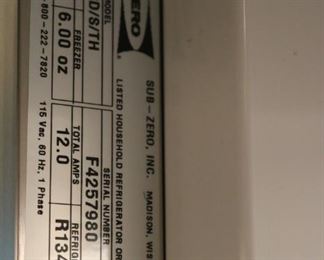 ZERO
SUB-ZERO, INC. MADISON, WIS
LISTED HOUSEHOLD REFRIGERATOR OR
MODEL SERIAL NUMBER
D/S/TH F4257980
FREEZER TOTAL AMPS REFRIG
6.00 oz 12.0 R134
800-222-7820 115 Vac, 60 Hz, 1 Phase